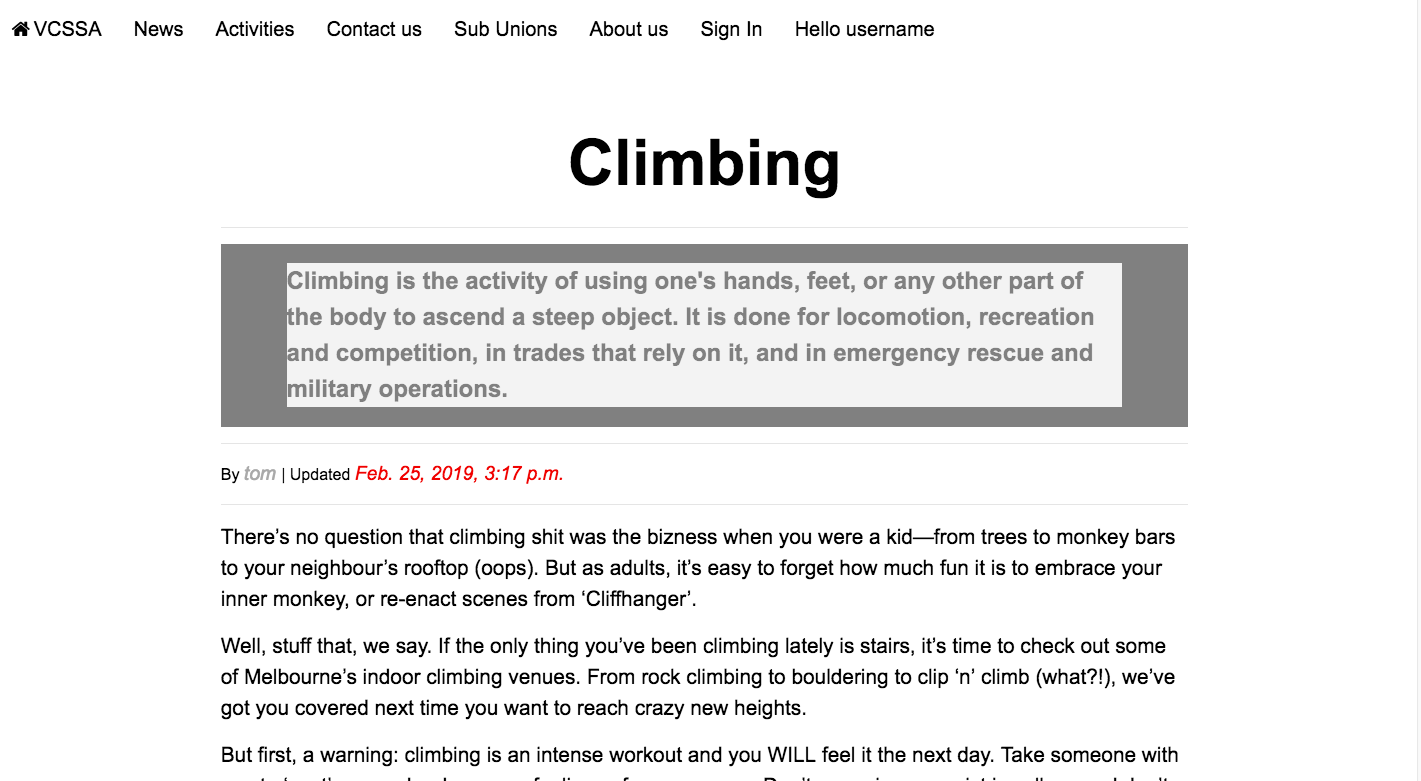 VCSSA News Activities Contact us Sub Unions About us Sign In Hello username
Climbing
Climbing is the activity of using one's hands, feet, or any other part of
the body to ascend a steep object. It is done for locomotion, recreation
and competition, in trades that rely on it, and in emergency rescue and
military operations.
By tom | Updated Feb. 25, 2019, 3:17 p.m.
There’s no question that climbing shit was the bizness when you were a kid—from trees to monkey bars
to your neighbour’s rooftop (oops). But as adults, it’s easy to forget how much fun it is to embrace your
inner monkey, or re-enact scenes from ‘Cliffhanger’.
Well, stuff that, we say. If the only thing you’ve been climbing lately is stairs, it’s time to check out some
of Melbourne’s indoor climbing venues. From rock climbing to bouldering to clip ‘n’ climb (what?!), we’ve
got you covered next time you want to reach crazy new heights.
But first, a warning: climbing is an intense workout and you WILL feel it the next day. Take someone with